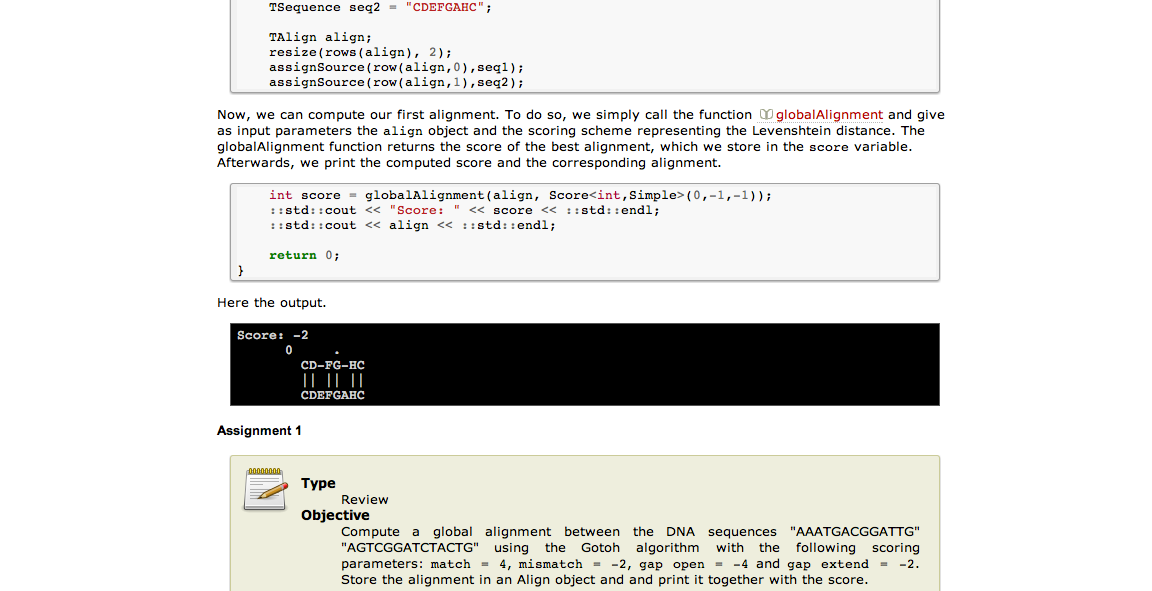 TSequence seq2 = "CDEFGAHC";
TAlign align;
resize(rows(align), 2);
assignSource(row(align,0),seq1);
assignSource(row(align,1),seq2);
Now, we can compute our first alignment. To do so, we simply call the function globalAlignment and give
as input parameters the align object and the scoring scheme representing the Levenshtein distance. The
globalAlignment function returns the score of the best alignment, which we store in the score variable.
Afterwards, we print the computed score and the corresponding alignment.
int score = globalAlignment(align, Score<int,Simple>(0,-1,-1));
::std::cout << "Score: " << score << ::std::endl;
::std::cout << align << ::std::endl;
return 0;
}
Here the output.
Score: -2
0     .
CD-FG-HC
|| || ||
CDEFGAHC
Assignment 1
Type
Review
Objective
Compute a global alignment between the DNA sequences "AAATGACGGATTG"
"AGTCGGATCTACTG" using the Gotoh algorithm with the following scoring
parameters: match = 4, mismatch = -2, gap open = -4 and gap extend = -2.
Store the alignment in an Align object and and print it together with the score.